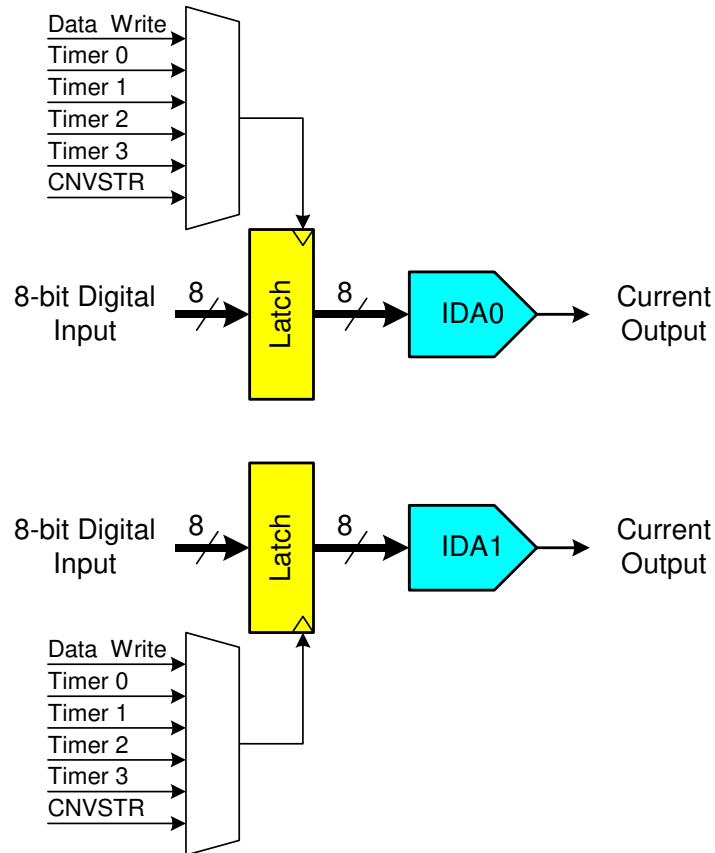 Data Write
Timer 0
Timer 1
Timer 2
Timer 3
CNVSTR
8-bit Digital
Input
8
Latch
8
IDA0
Current
Output
8-bit Digital
Input
8
Latch
8
IDA1
Current
Output
Data Write
Timer 0
Timer 1
Timer 2
Timer 3
CNVSTR